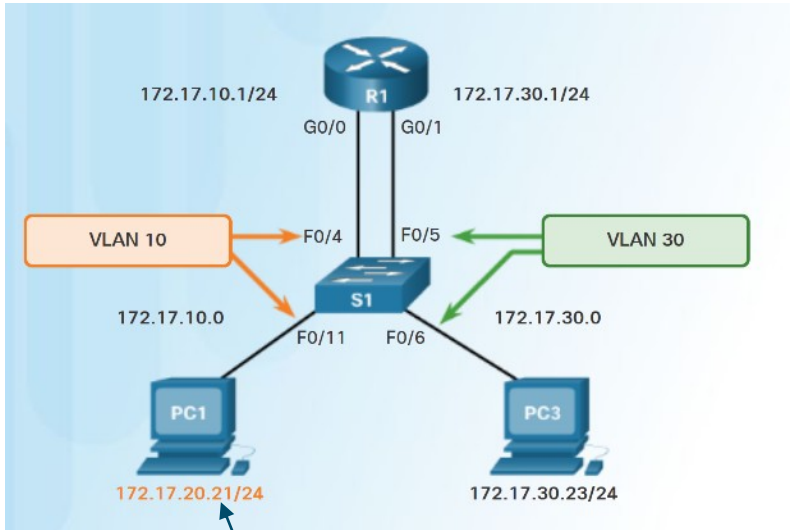 R1
172.17.10.1/24
172.17.30.1/24
G0/0
G0/1
VLAN 10
F0/4
F0/5
VLAN 30
S1
172.17.10.0
172.17.30.0
F0/11
F0/6
PC1
PC3
172.17.20.21/24
172.17.30.23/24